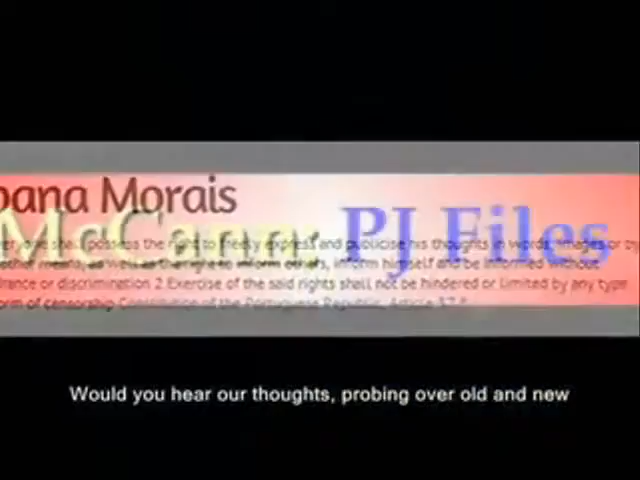 oana Morais
McCann: PJ Files
shall possess the right to freely express and publicise his thoughts in words, images or by
means, as well as the right to inform others, inform himself and be informed without
drance or discrimination 2 Exercise of the said rights shall not be hindered or limited by any type
orm of censorship Constitution of the Portuguese Republic, Article 37.º
Would you hear our thoughts, probing over old and new